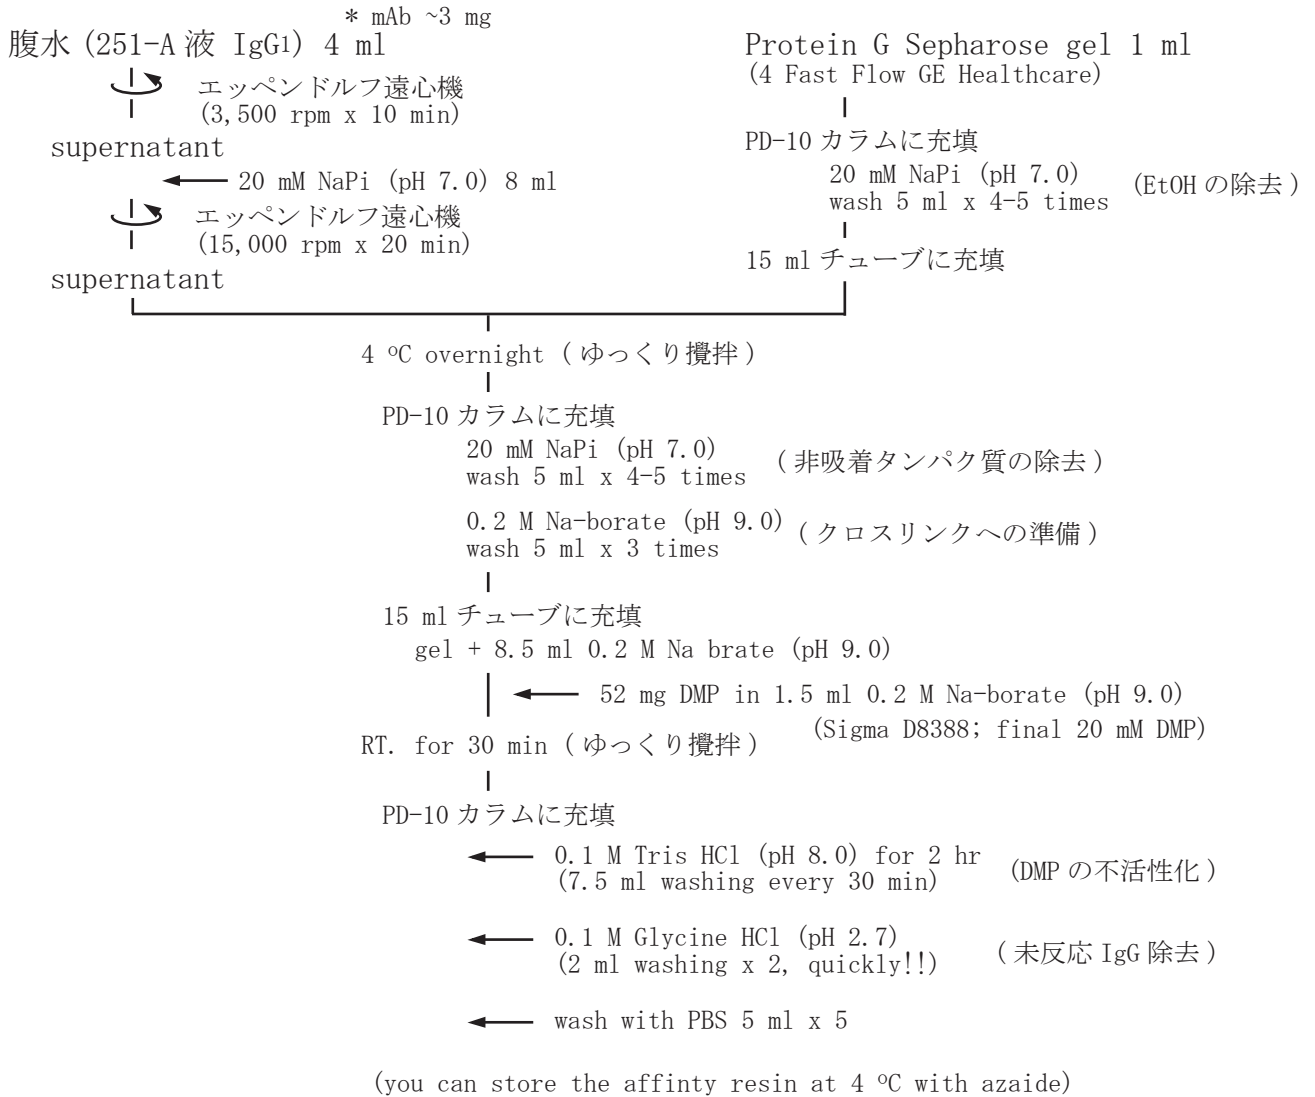 * mAb ~3 mg
腹水 (251-A 液 IgG1) 4 ml
エッペンドルフ遠心機
(3,500 rpm x 10 min)
supernatant
20 mM NaPi (pH 7.0) 8 ml
エッペンドルフ遠心機
(15,000 rpm x 20 min)
supernatant
Protein G Sepharose gel 1 ml
(4 Fast Flow GE Healthcare)
PD-10 カラムに充填
20 mM NaPi (pH 7.0)
wash 5 ml x 4-5 times
(EtOH の除去 )
15 ml チューブに充填
4 ºC overnight ( ゆっくり攪拌 )
PD-10 カラムに充填
20 mM NaPi (pH 7.0)
wash 5 ml x 4-5 times
( 非吸着タンパク質の除去 )
0.2 M Na-borate (pH 9.0)
wash 5 ml x 3 times
( クロスリンクへの準備 )
15 ml チューブに充填
gel + 8.5 ml 0.2 M Na brate (pH 9.0)
52 mg DMP in 1.5 ml 0.2 M Na-borate (pH 9.0)
(Sigma D8388; final 20 mM DMP)
RT. for 30 min ( ゆっくり攪拌 )
PD-10 カラムに充填
0.1 M Tris HCl (pH 8.0) for 2 hr
(7.5 ml washing every 30 min)
(DMP の不活性化 )
0.1 M Glycine HCl (pH 2.7)
(2 ml washing x 2, quickly!!)
( 未反応 IgG 除去 )
wash with PBS 5 ml x 5
(you can store the affinty resin at 4 ºC with azaide)